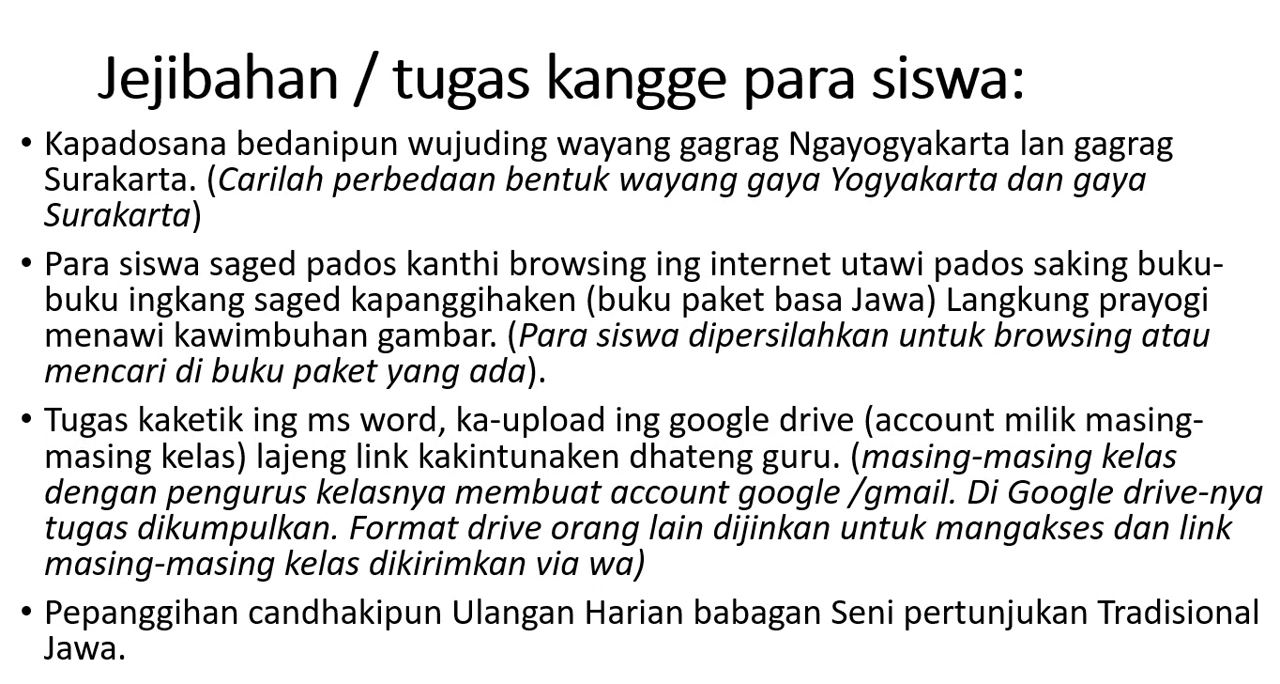 Jejibahan / tugas kangge para siswa:
• Kapadosana bedanipun wujuding wayang gagrag Ngayogyakarta lan gagrag
Surakarta. (Carilah perbedaan bentuk wayang gaya Yogyakarta dan gaya
Surakarta)
• Para siswa saged pados kanthi browsing ing internet utawi pados saking buku-
buku ingkang saged kapanggihaken (buku paket basa Jawa) Langkung prayogi
menawi kawimbuhan gambar. (Para siswa dipersilahkan untuk browsing atau
mencari di buku paket yang ada).
• Tugas kaketik ing ms word, ka-upload ing google drive (account milik masing-
masing kelas) lajeng link kakintunaken dhateng guru. (masing-masing kelas
dengan pengurus kelasnya membuat account google /gmail. Di Google drive-nya
tugas dikumpulkan. Format drive orang lain dijinkan untuk mangakses dan link
masing-masing kelas dikirimkan via wa)
• Pepanggihan candhakipun Ulangan Harian babagan Seni pertunjukan Tradisional
Jawa.